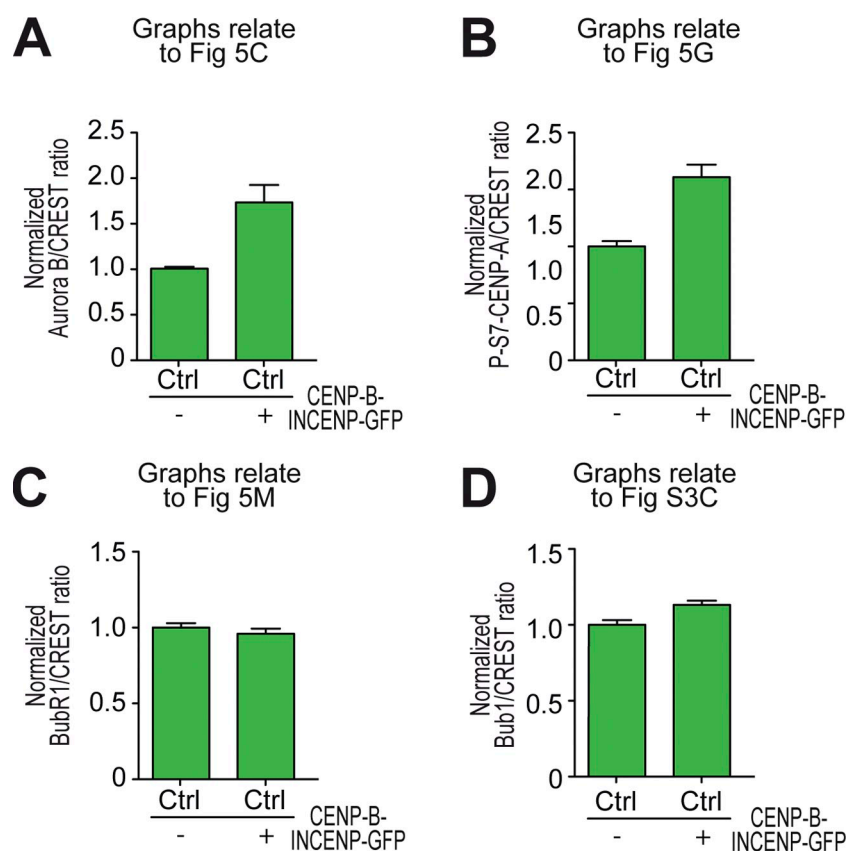 A
Graphs relate
to Fig 5C
Normalized
Aurora B/CREST ratio
2.5
2.0
1.5
1.0
0.5
0
Ctrl
Ctrl
-
+
CENP-B-
INCENP-GFP
B
Graphs relate
to Fig 5G
Normalized
P-S7-CENP-A/CREST ratio
2.5
2.0
1.5
1.0
0.5
0
Ctrl
Ctrl
-
+
CENP-B-
INCENP-GFP
C
Graphs relate
to Fig 5M
Normalized
BubR1/CREST ratio
1.5
1.0
0.5
0
Ctrl
Ctrl
-
+
CENP-B-
INCENP-GFP
D
Graphs relate
to Fig S3C
Normalized
Bub1/CREST ratio
1.5
1.0
0.5
0
Ctrl
Ctrl
-
+
CENP-B-
INCENP-GFP